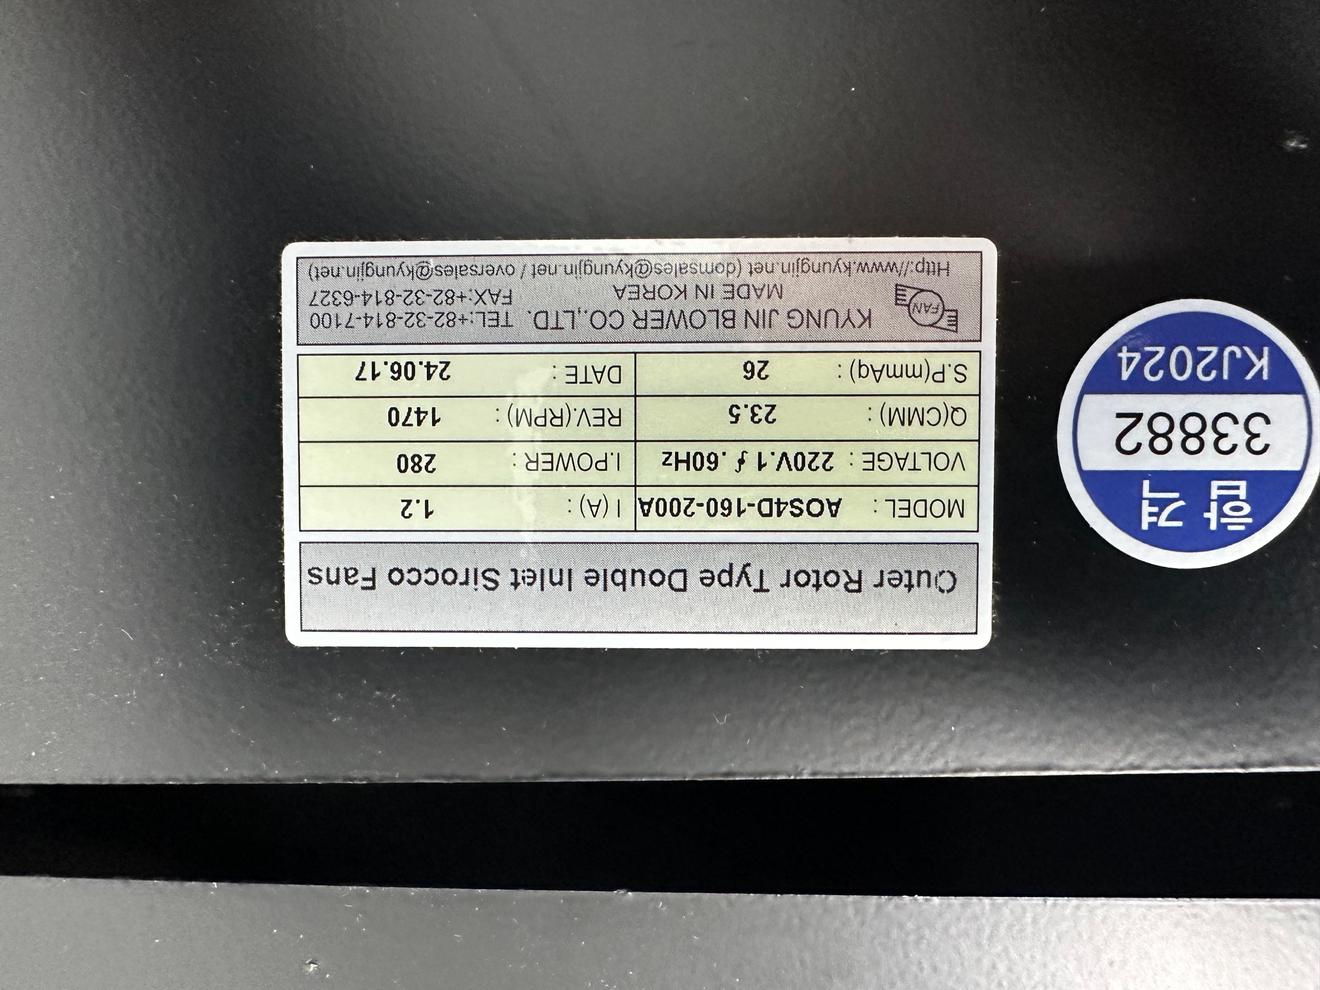 Outer Rotor Type Double Inlet Sirocco Fans
MODEL : AOS4D-160-200A I (A) : 1.2
VOLTAGE : 220V.1 ∮ .60Hz I.POWER : 280
Q(CMM) : 23.5 REV.(RPM) : 1470
S.P(mmAq) : 26 DATE : 24.06.17
FAN
KYUNG JIN BLOWER CO.,LTD. TEL:+82-32-814-7100
MADE IN KOREA FAX:+82-32-814-6327
Http://www.kyungjin.net (domsales@kyungjin.net / oversales@kyungjin.net)
합격
33882
KJ2024